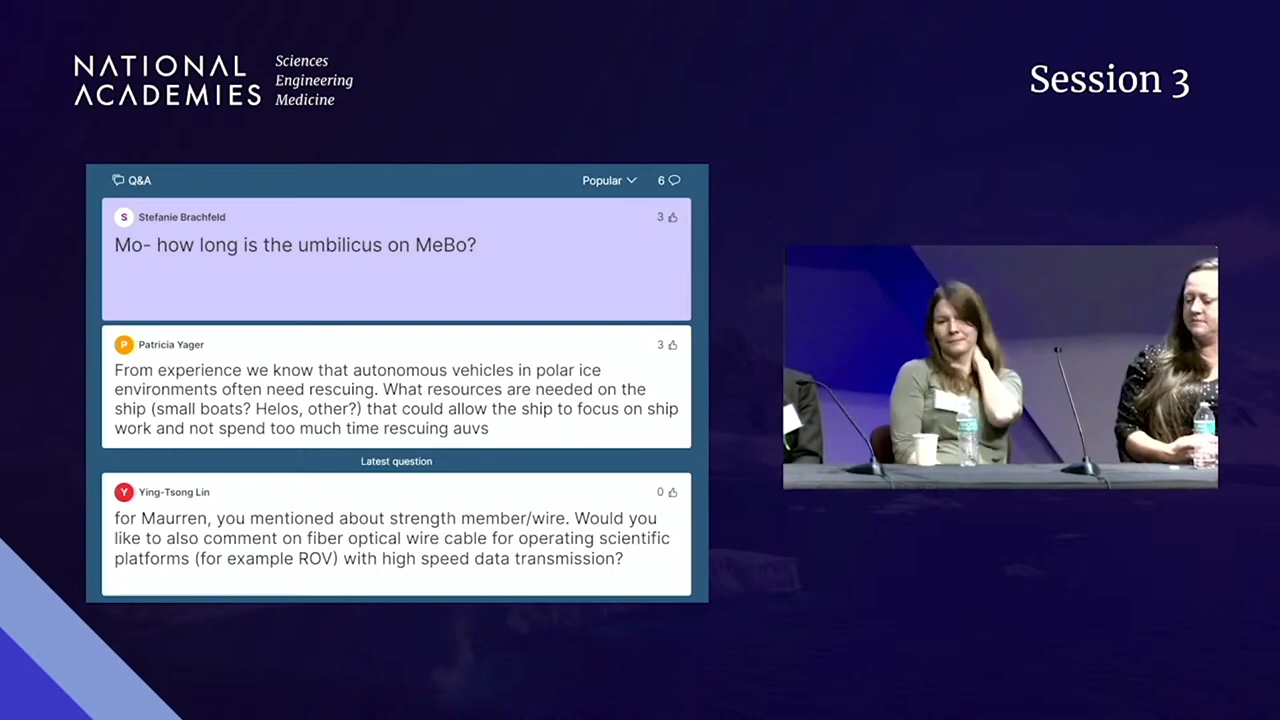 NATIONAL
ACADEMIES
Sciences
Engineering
Medicine
Session 3
Q&A
Popular
6
S
Stefanie Brachfeld
3
Mo- how long is the umbilicus on MeBo?
P
Patricia Yager
3
From experience we know that autonomous vehicles in polar ice
environments often need rescuing. What resources are needed on the
ship (small boats? Helos, other?) that could allow the ship to focus on ship
work and not spend too much time rescuing auvs
Latest question
Y
Ying-Tsong Lin
0
for Maurren, you mentioned about strength member/wire. Would you
like to also comment on fiber optical wire cable for operating scientific
platforms (for example ROV) with high speed data transmission?